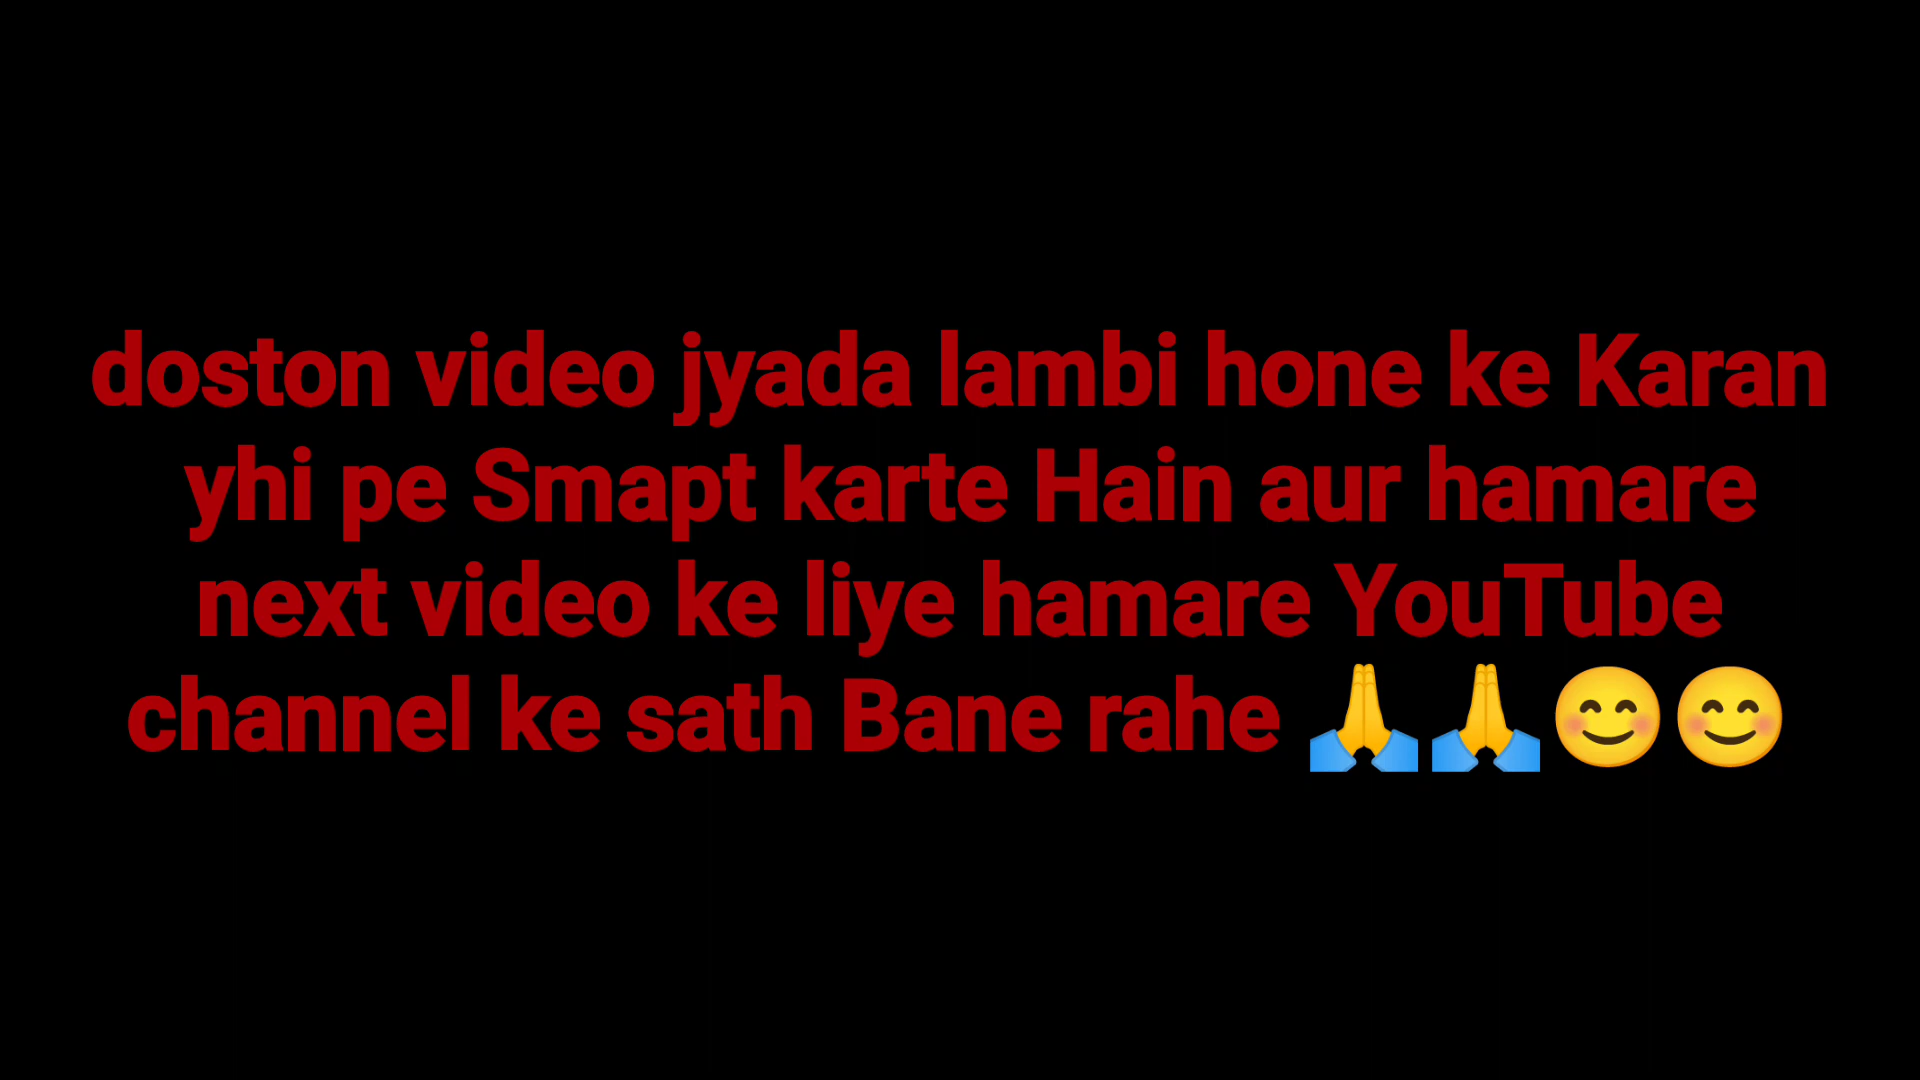 doston video jyada lambi hone ke Karan
yhi pe Smapt karte Hain aur hamare
next video ke liye hamare YouTube
channel ke sath Bane rahe 🙏🙏😊😊